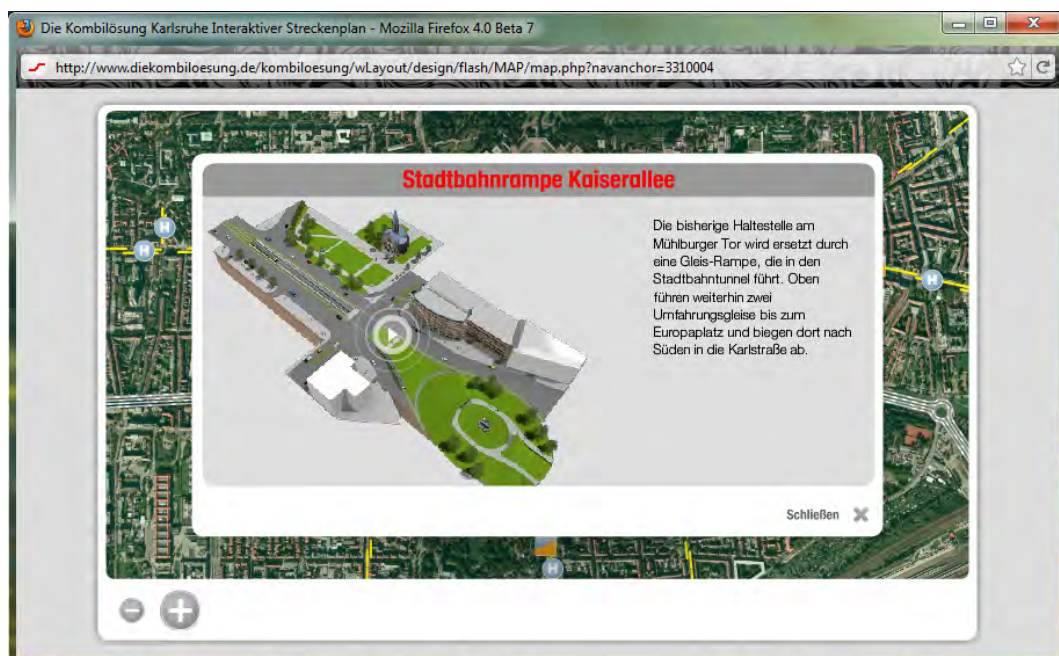 Die Kombilösung Karlsruhe Interaktiver Streckenplan - Mozilla Firefox 4.0 Beta 7
http://www.diekombiloesung.de/kombiloesung/wLayout/design/flash/MAP/map.php?navanchor=3310004
Stadtbahnrampe Kaiserallee
Die bisherige Haltestelle am
Mühlburger Tor wird ersetzt durch
eine Gleis-Rampe, die in den
Stadtbahntunnel führt. Oben
führen weiterhin zwei
Umfahrungsgleise bis zum
Europaplatz und biegen dort nach
Süden in die Karlstraße ab.
H
H
H
Schließen
H